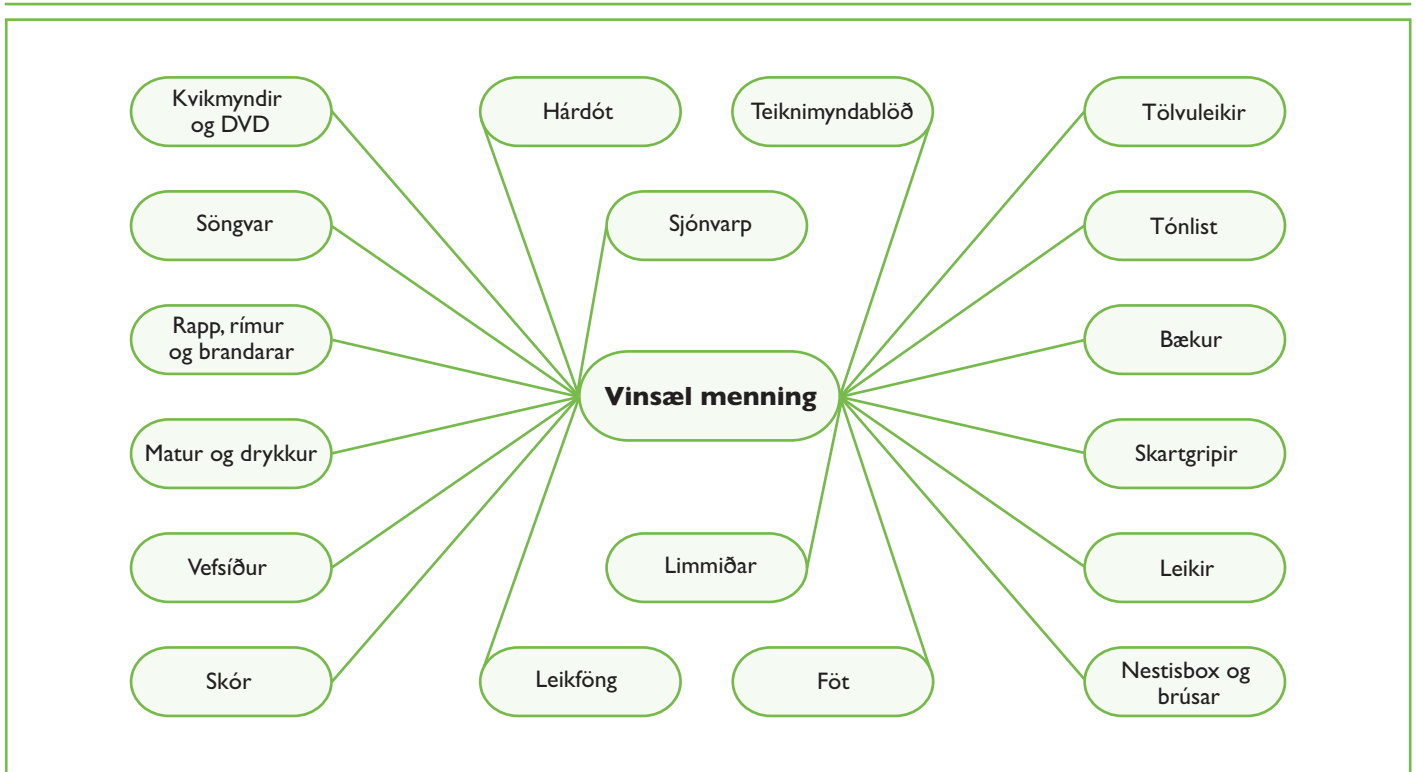 Kvikmyndir
og DVD
Hárdót
Teiknimyndablöð
Tölvuleikir
Söngvar
Sjónvarp
Tónlist
Rapp, rímur
og brandarar
Bækur
Vinsæl menning
Matur og drykkur
Skartgripir
Vefsíður
Limmiðar
Leikir
Skór
Leikföng
Föt
Nestisbox og
brúsar